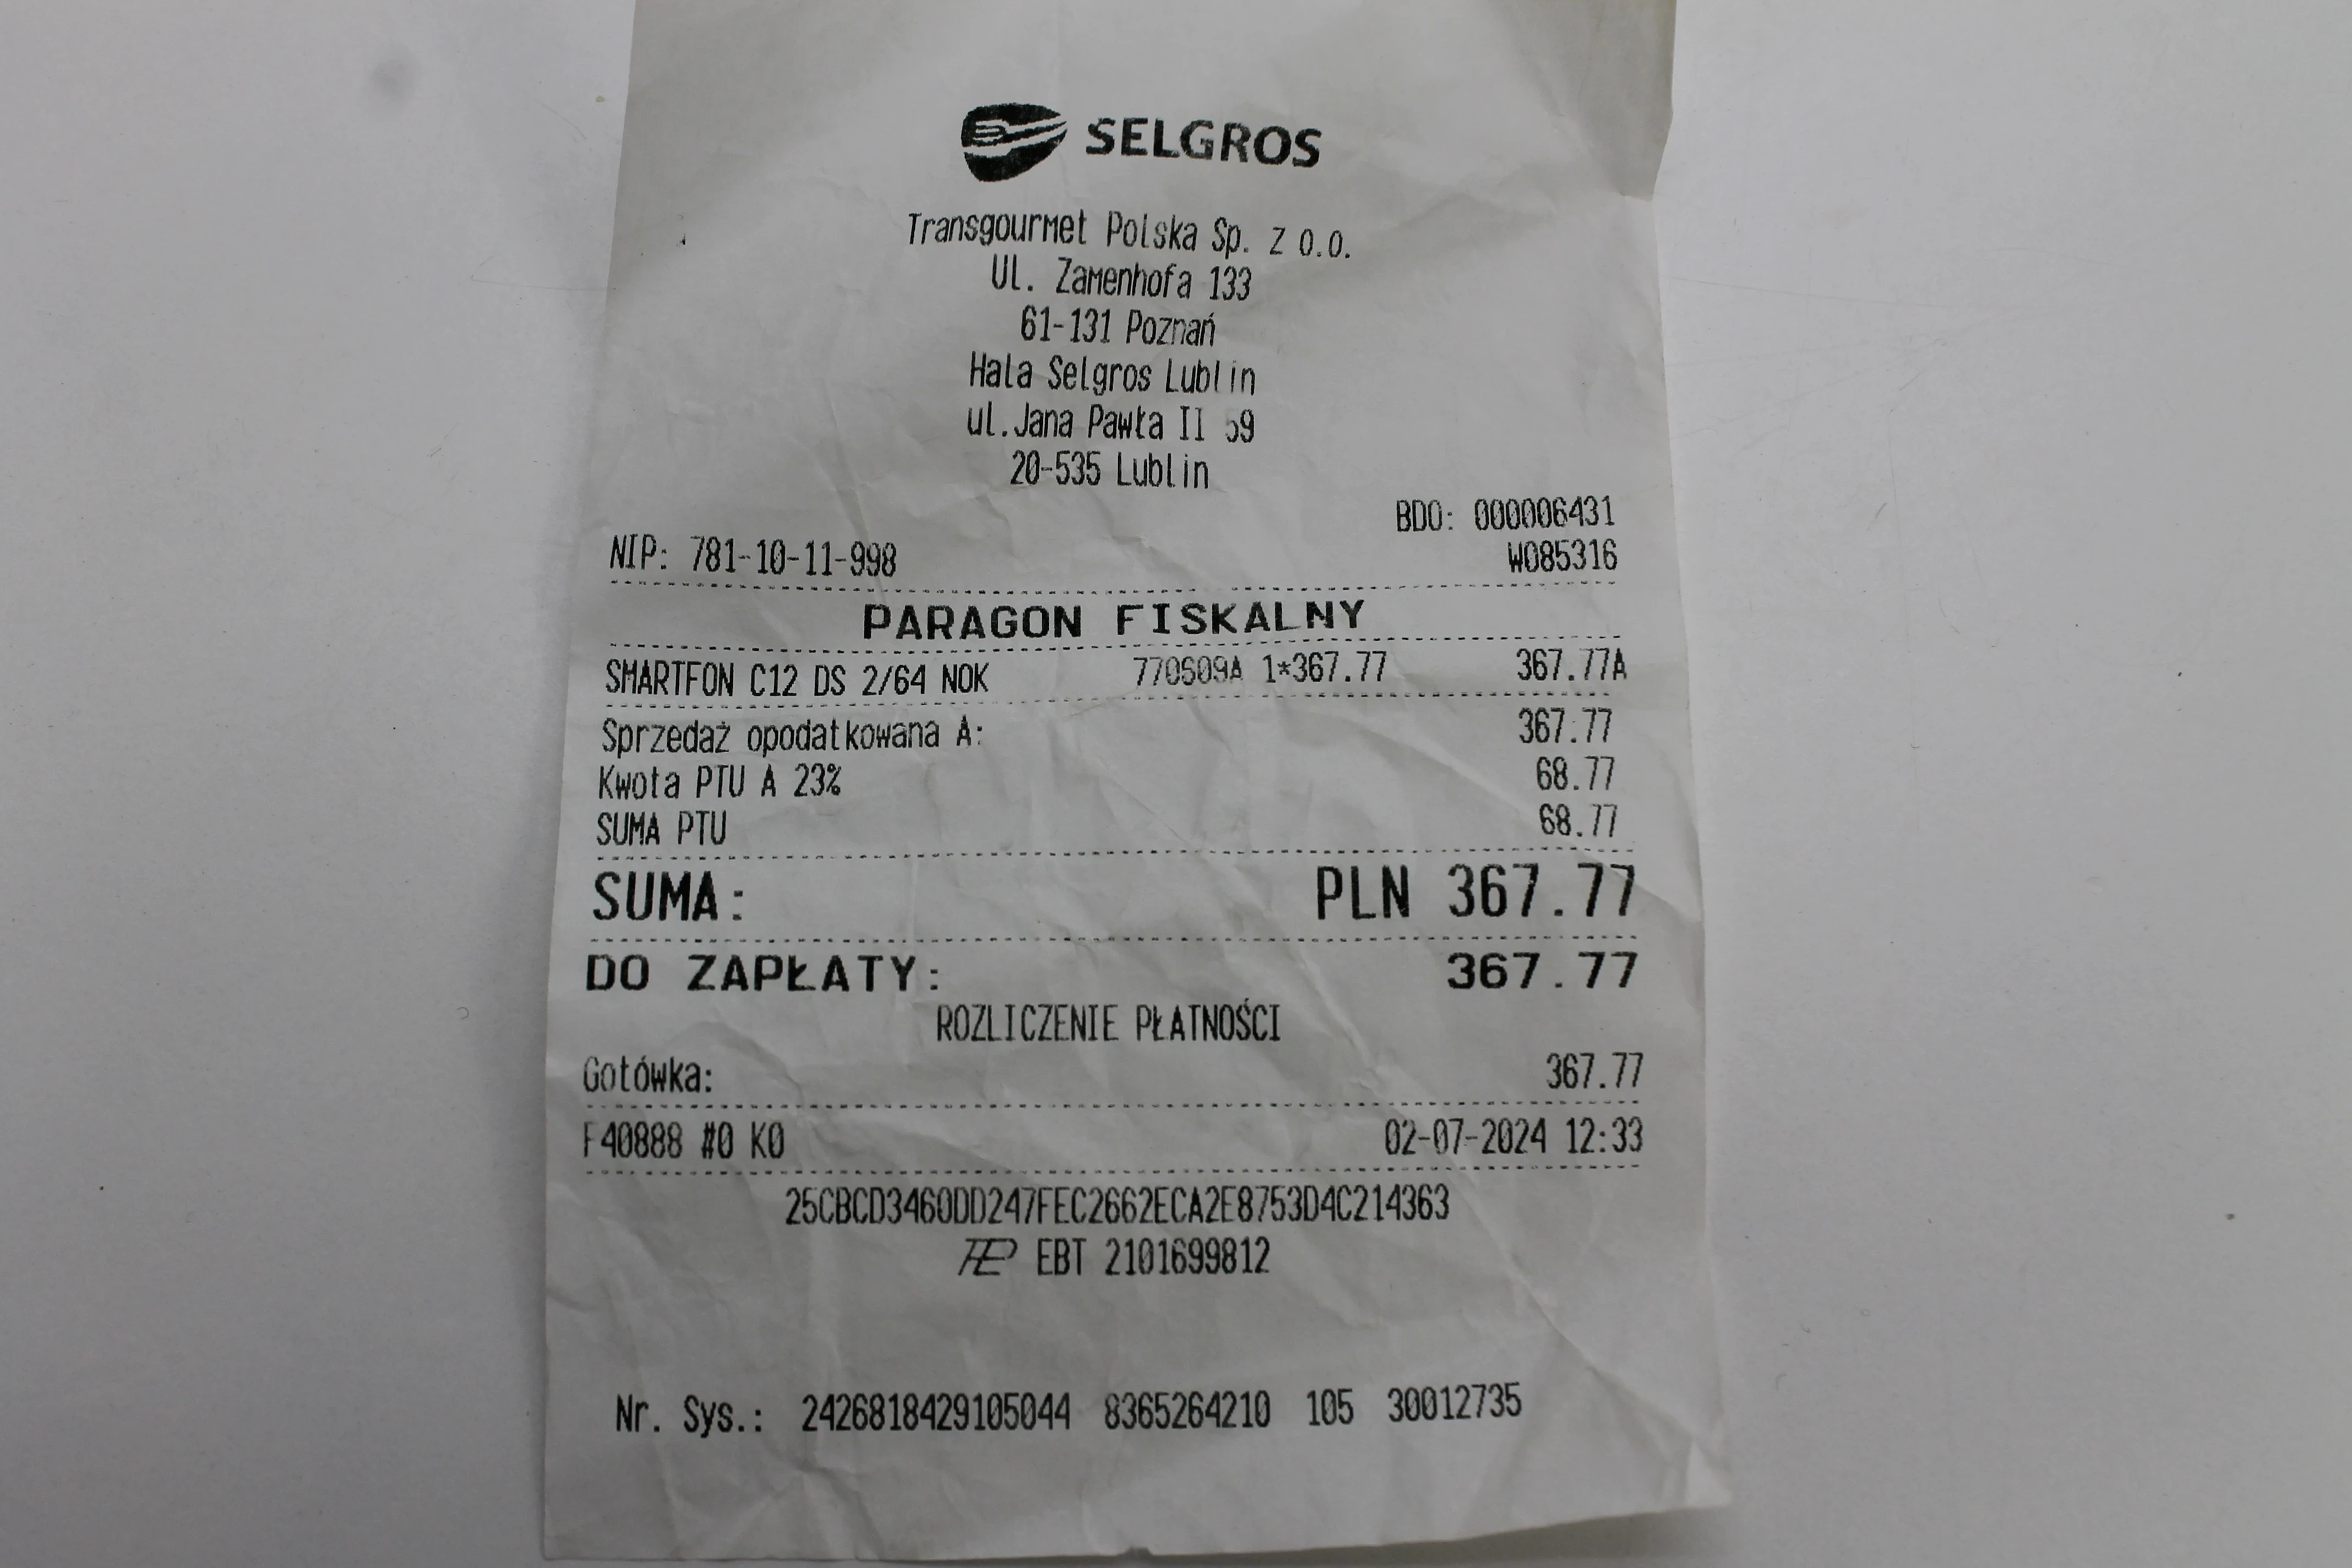 SELGROS
Transgourmet Polska Sp. z o.o.
Ul. Zamenhofa 133
61-131 Poznań
Hala Selgros Lublin
ul.Jana Pawła II 59
20-535 Lublin
BDO: 000006431
NIP: 781-10-11-998 W085316
PARAGON FISKALNY
SMARTFON C12 DS 2/64 NOK 770609A 1*367.77 367.77A
Sprzedaż opodatkowana A: 367.77
Kwota PTU A 23% 68.77
SUMA PTU 68.77
SUMA: PLN 367.77
DO ZAPŁATY: 367.77
ROZLICZENIE PŁATNOŚCI
Gotówka: 367.77
F40888 #0 K0 02-07-2024 12:33
25CBCD3460DD247FEC2662ECA2E8753D4C214363
EBT 2101699812
Nr. Sys.: 2426818429105044 8365264210 105 30012735